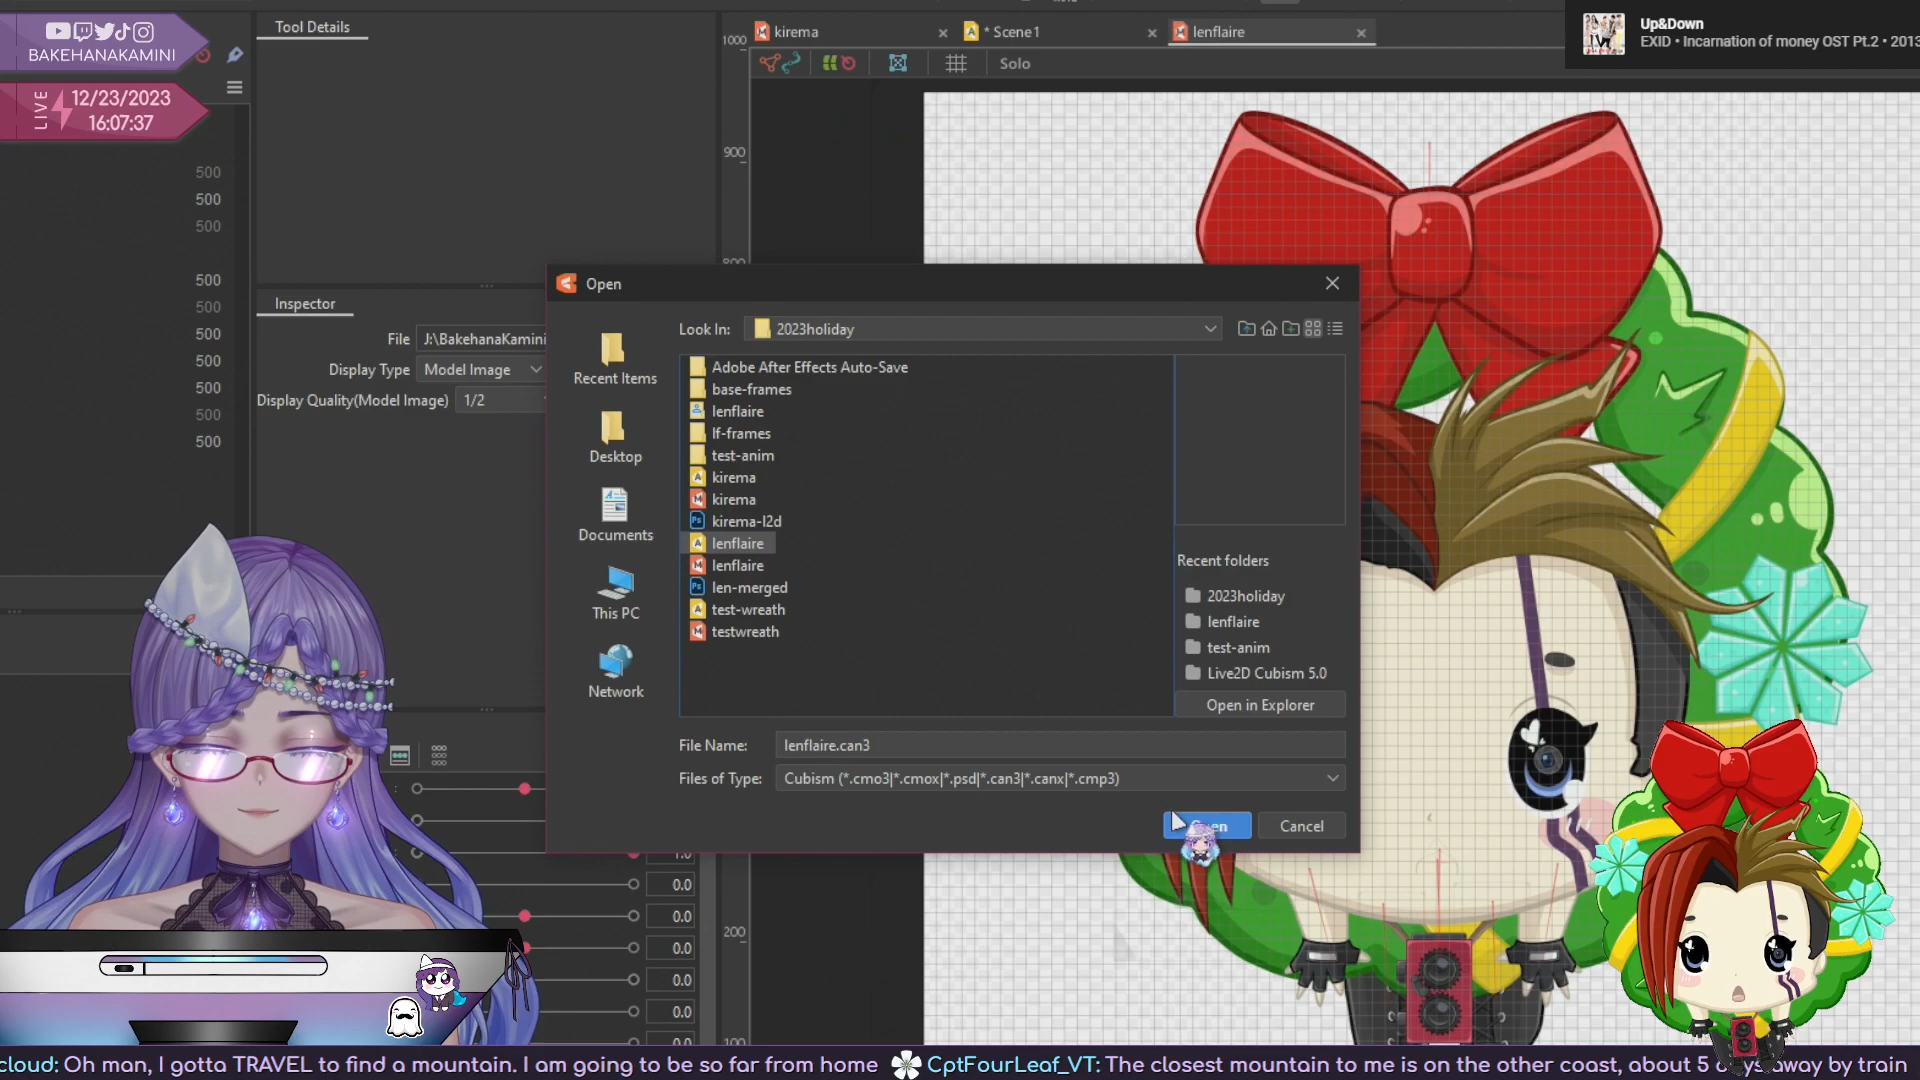 BAKEHANAKAMINI
LIVE
12/23/2023
16:07:37
Tool Details
500
500
500
500
500
500
500
500
500
500
Inspector
File
J:\BakehanaKamini
Display Type
Model Image
Display Quality(Model Image)
1/2
1000
900
800
200
100
kirema
* Scene1
lenflaire
Solo
Up&Down
EXID • Incarnation of money OST Pt.2 • 2013
Open
Look In:
2023holiday
Recent Items
Desktop
Documents
This PC
Network
Adobe After Effects Auto-Save
base-frames
lenflaire
lf-frames
test-anim
kirema
kirema
kirema-l2d
lenflaire
lenflaire
len-merged
test-wreath
testwreath
Recent folders
2023holiday
lenflaire
test-anim
Live2D Cubism 5.0
Open in Explorer
File Name:
lenflaire.can3
Files of Type:
Cubism (*.cmo3|*.cmox|*.psd|*.can3|*.canx|*.cmp3)
Cancel
1.0
0.0
0.0
0.0
0.0
0.0
cloud: Oh man, I gotta TRAVEL to find a mountain. I am going to be so far from home
CptFourLeaf_VT: The closest mountain to me is on the other coast, about 5 days away by train